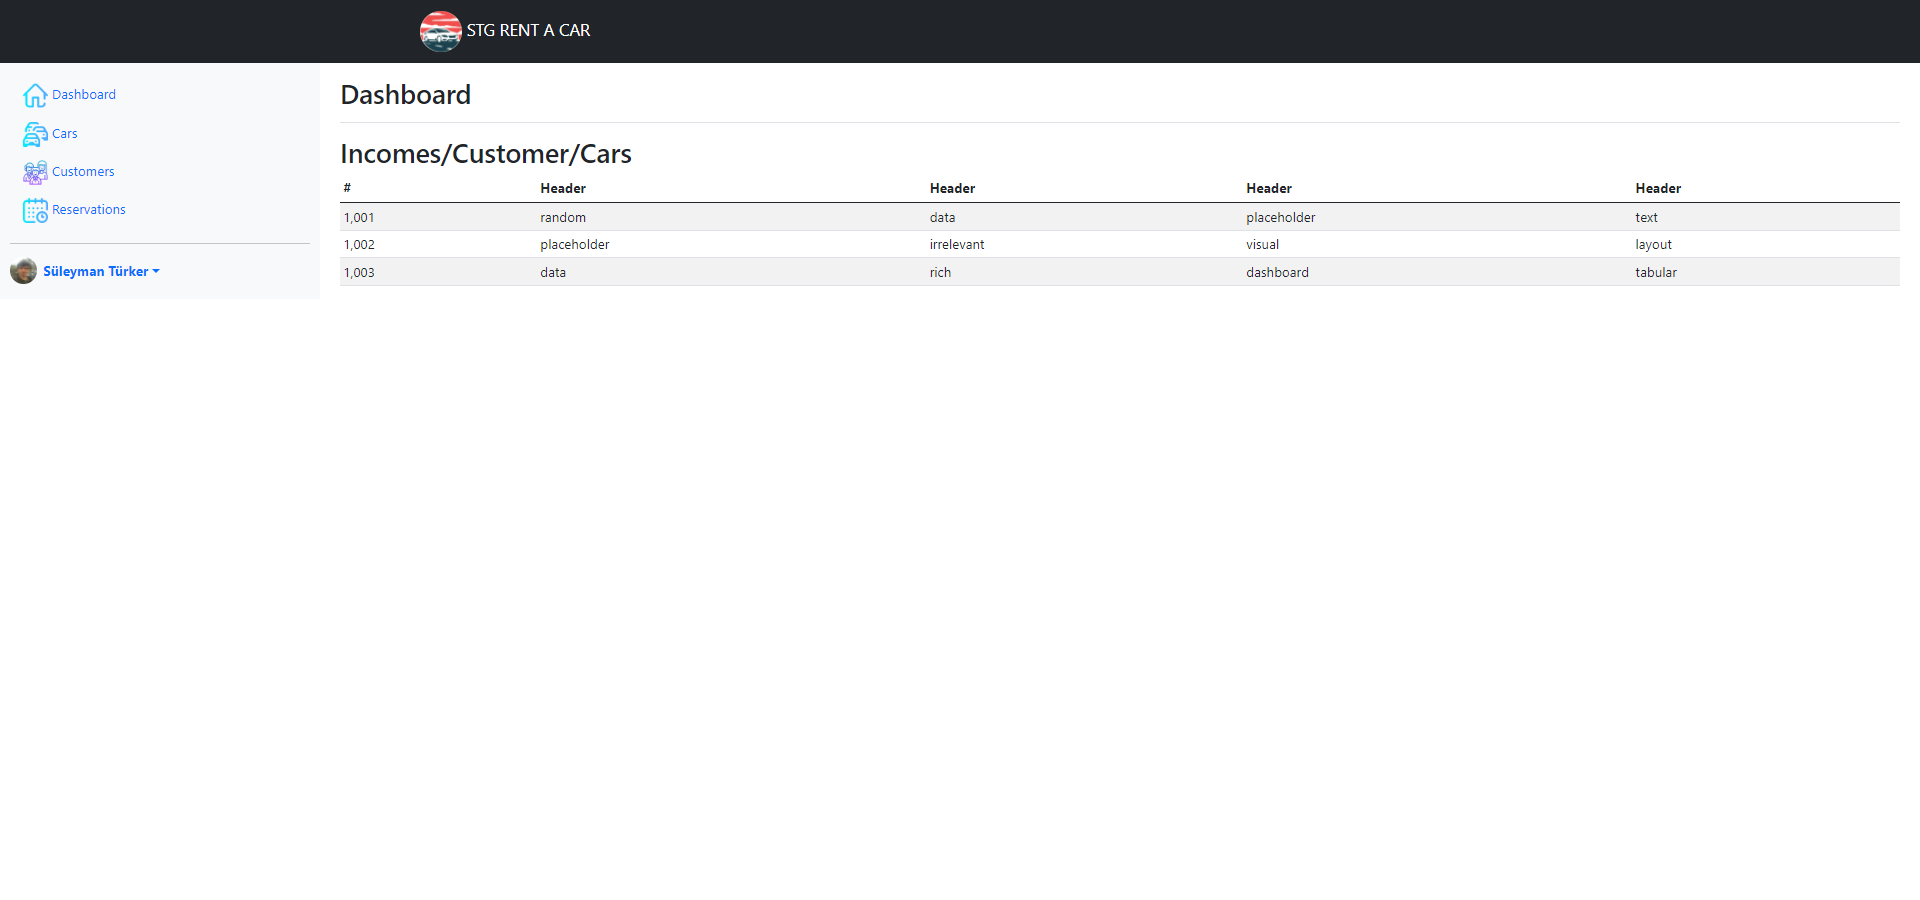 STG RENT A CAR
Dashboard
Cars
Customers
Reservations
Süleyman Türker
Dashboard
Incomes/Customer/Cars
# Header Header Header Header
1,001 random data placeholder text
1,002 placeholder irrelevant visual layout
1,003 data rich dashboard tabular